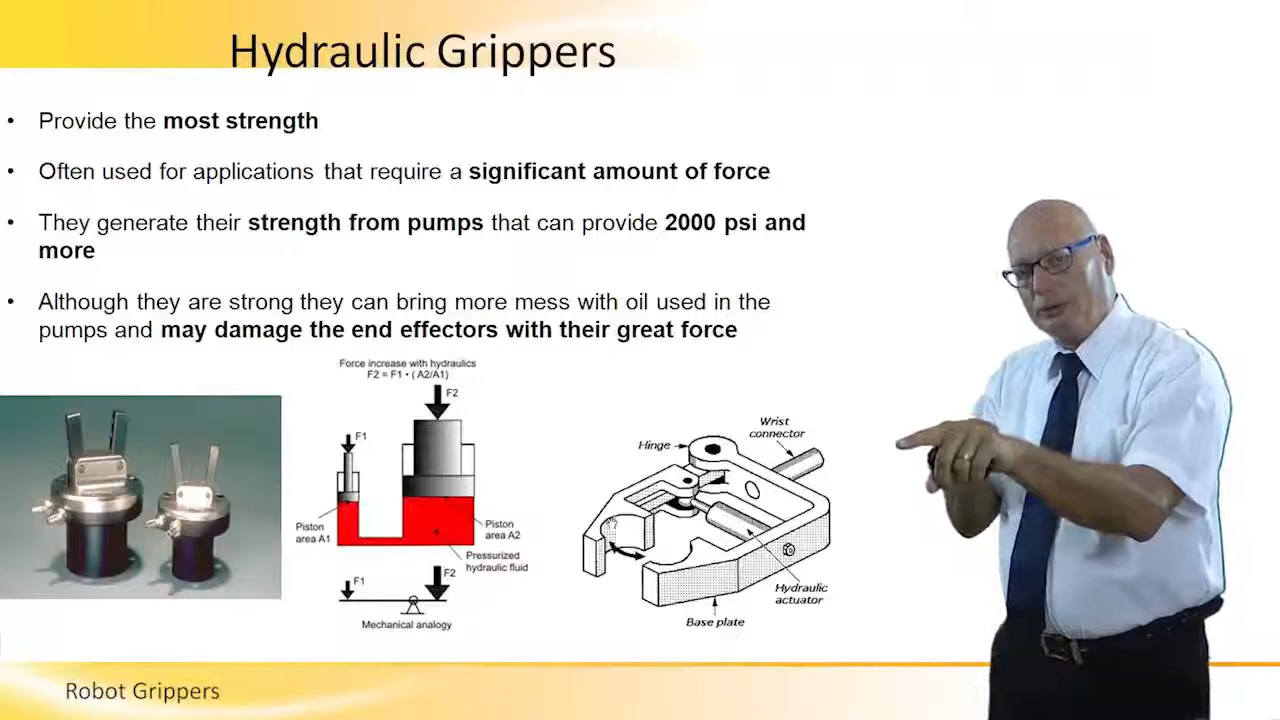 Hydraulic Grippers
• Provide the most strength
• Often used for applications that require a significant amount of force
• They generate their strength from pumps that can provide 2000 psi and
more
• Although they are strong they can bring more mess with oil used in the
pumps and may damage the end effectors with their great force
Force increase with hydraulics
F2 = F1 • ( A2/A1)
F2
F1
Piston
area A1
Piston
area A2
Pressurized
hydraulic fluid
F1
F2
Mechanical analogy
Wrist
connector
Hinge
Hydraulic
actuator
Base plate
Robot Grippers